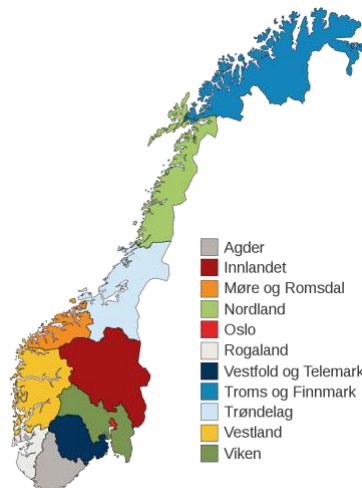 Agder
Innlandet
Møre og Romsdal
Nordland
Oslo
Rogaland
Vestfold og Telemark
Troms og Finnmark
Trøndelag
Vestland
Viken